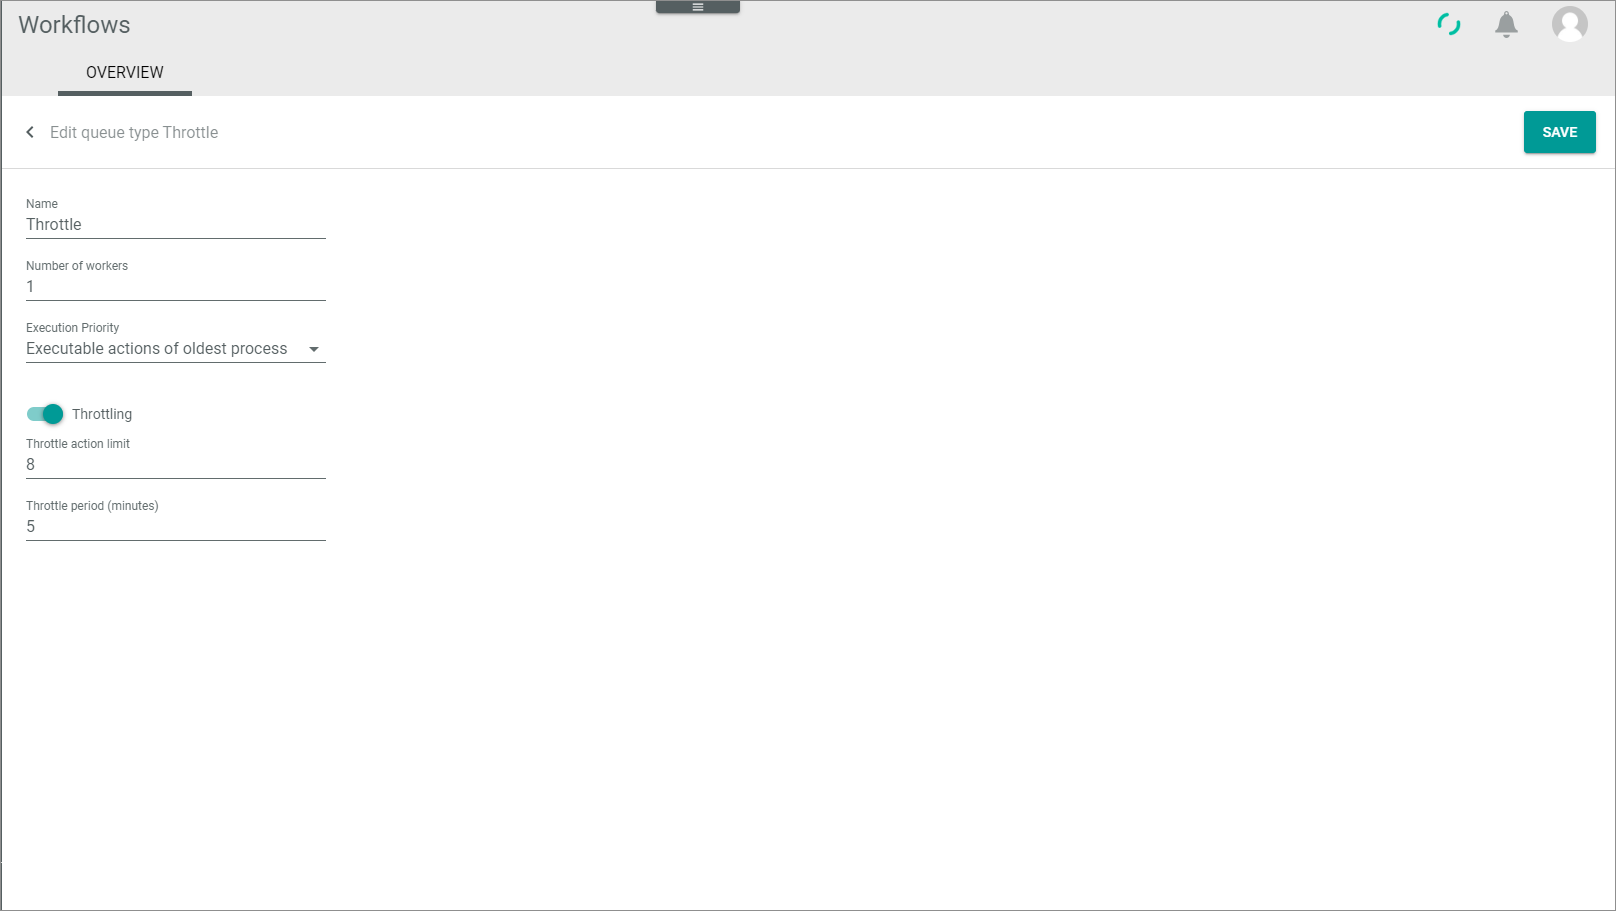 Workflows
OVERVIEW
Edit queue type Throttle
SAVE
Name
Throttle
Number of workers
1
Execution Priority
Executable actions of oldest process
Throttling
Throttle action limit
8
Throttle period (minutes)
5